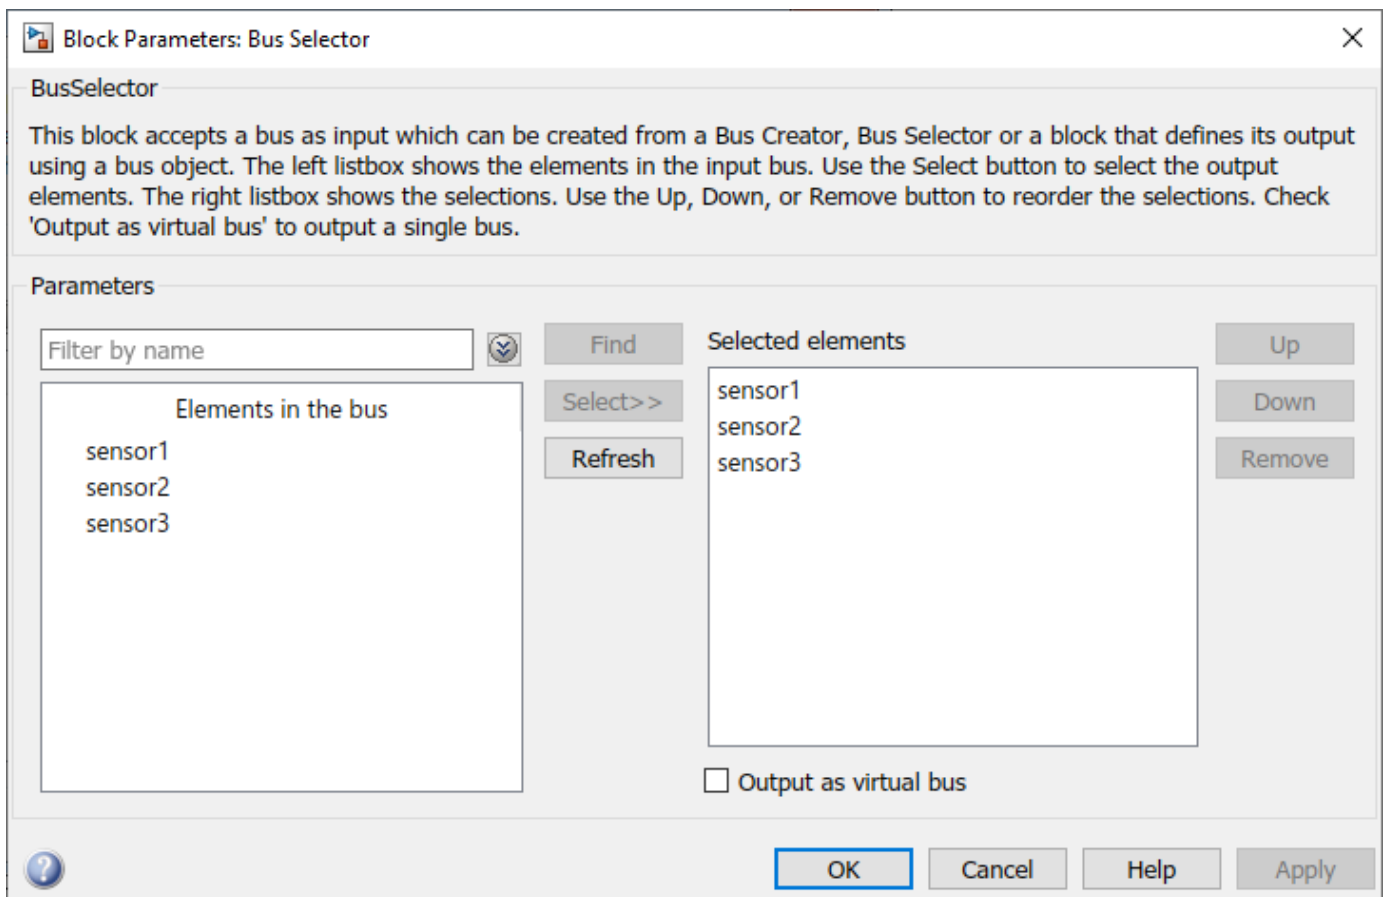 Block Parameters: Bus Selector
BusSelector
This block accepts a bus as input which can be created from a Bus Creator, Bus Selector or a block that defines its output
using a bus object. The left listbox shows the elements in the input bus. Use the Select button to select the output
elements. The right listbox shows the selections. Use the Up, Down, or Remove button to reorder the selections. Check
'Output as virtual bus' to output a single bus.
Parameters
Filter by name
Find
Select>>
Refresh
Elements in the bus
sensor1
sensor2
sensor3
Selected elements
sensor1
sensor2
sensor3
Up
Down
Remove
Output as virtual bus
?
OK
Cancel
Help
Apply